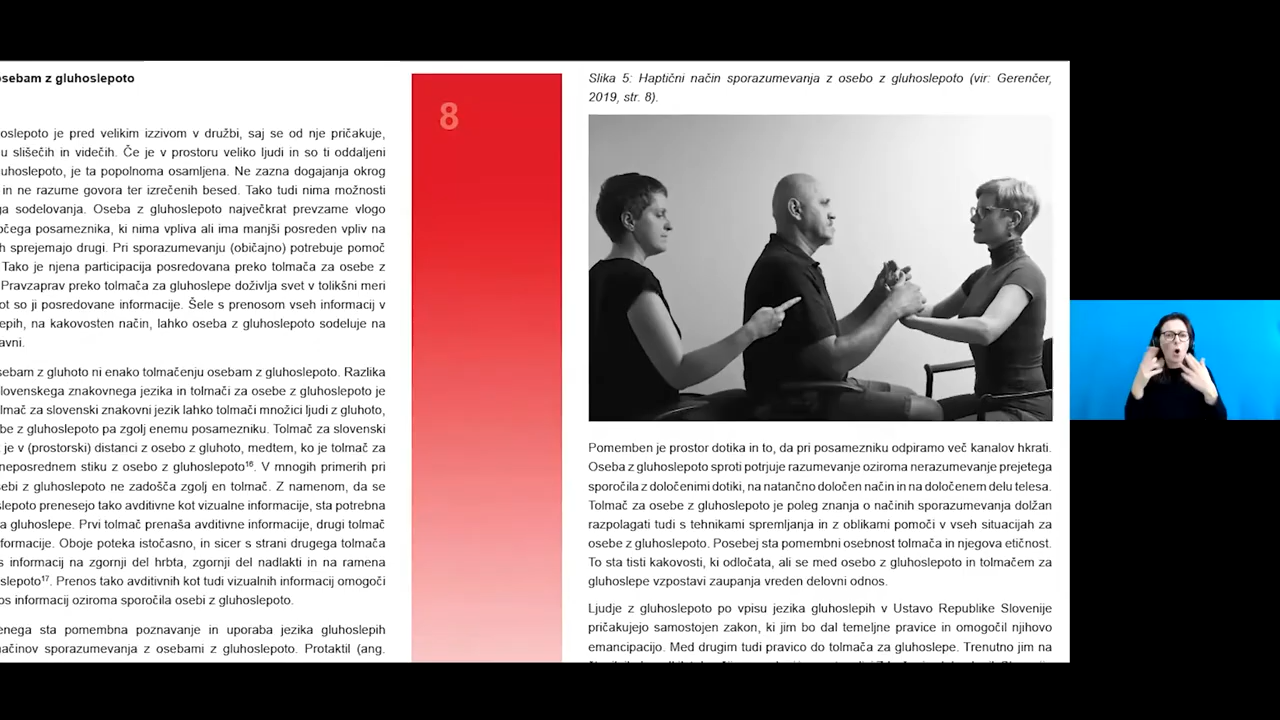 osebam z gluhoslepoto
oslepoto je pred velikim izzivom v družbi, saj se od nje pričakuje,
u slišečih in videčih. Če je v prostoru veliko ljudi in so ti oddaljeni
uhoslepoto, je ta popolnoma osamljena. Ne zazna dogajanja okrog
in ne razume govora ter izrečenih besed. Tako tudi nima možnosti
ga sodelovanja. Oseba z gluhoslepoto največkrat prevzame vlogo
očega posameznika, ki nima vpliva ali ima manjši posreden vpliv na
h sprejemajo drugi. Pri sporazumevanju (običajno) potrebuje pomoč
Tako je njena participacija posredovana preko tolmača za osebe z
Pravzaprav preko tolmača za gluhoslepe doživlja svet v tolikšni meri
ot so ji posredovane informacije. Šele s prenosom vseh informacij v
epih, na kakovosten način, lahko oseba z gluhoslepoto sodeluje na
avni.
sebam z gluhoto ni enako tolmačenju osebam z gluhoslepoto. Razlika
lovenskega znakovnega jezika in tolmači za osebe z gluhoslepoto je
lmač za slovenski znakovni jezik lahko tolmači množici ljudi z gluhoto,
be z gluhoslepoto pa zgolj enemu posamezniku. Tolmač za slovenski
je v (prostorski) distanci z osebo z gluhoto, medtem, ko je tolmač za
neposrednem stiku z osebo z gluhoslepoto¹⁶. V mnogih primerih pri
sebi z gluhoslepoto ne zadošča zgolj en tolmač. Z namenom, da se
slepoto prenesejo tako avditivne kot vizualne informacije, sta potrebna
a gluhoslepe. Prvi tolmač prenaša avditivne informacije, drugi tolmač
formacije. Oboje poteka istočasno, in sicer s strani drugega tolmača
s informacij na zgornji del hrbta, zgornji del nadlakti in na ramena
slepoto¹⁷. Prenos tako avditivnih kot tudi vizualnih informacij omogoči
os informacij oziroma sporočila osebi z gluhoslepoto.
enega sta pomembna poznavanje in uporaba jezika gluhoslepih
načinov sporazumevanja z osebami z gluhoslepoto. Protaktil (ang.
8
Slika 5: Haptični način sporazumevanja z osebo z gluhoslepoto (vir: Gerenčer,
2019, str. 8).
Pomemben je prostor dotika in to, da pri posamezniku odpiramo več kanalov hkrati.
Oseba z gluhoslepoto sproti potrjuje razumevanje oziroma nerazumevanje prejetega
sporočila z določenimi dotiki, na natančno določen način in na določenem delu telesa.
Tolmač za osebe z gluhoslepoto je poleg znanja o načinih sporazumevanja dolžan
razpolagati tudi s tehnikami spremljanja in z oblikami pomoči v vseh situacijah za
osebe z gluhoslepoto. Posebej sta pomembni osebnost tolmača in njegova etičnost.
To sta tisti kakovosti, ki odločata, ali se med osebo z gluhoslepoto in tolmačem za
gluhoslepe vzpostavi zaupanja vreden delovni odnos.
Ljudje z gluhoslepoto po vpisu jezika gluhoslepih v Ustavo Republike Slovenije
pričakujejo samostojen zakon, ki jim bo dal temeljne pravice in omogočil njihovo
emancipacijo. Med drugim tudi pravico do tolmača za gluhoslepe. Trenutno jim na